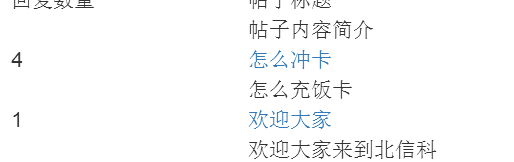 回复数量 帖子标题
帖子内容简介
4 怎么冲卡
怎么充饭卡
1 欢迎大家
欢迎大家来到北信科